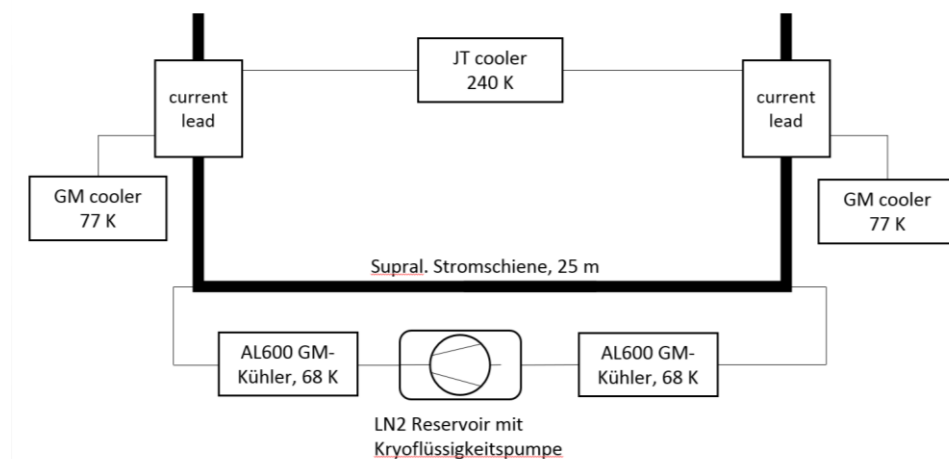 JT cooler
240 K
current
lead
current
lead
GM cooler
77 K
GM cooler
77 K
Supral. Stromschiene, 25 m
AL600 GM-
Kühler, 68 K
AL600 GM-
Kühler, 68 K
LN2 Reservoir mit
Kryoflüssigkeitspumpe